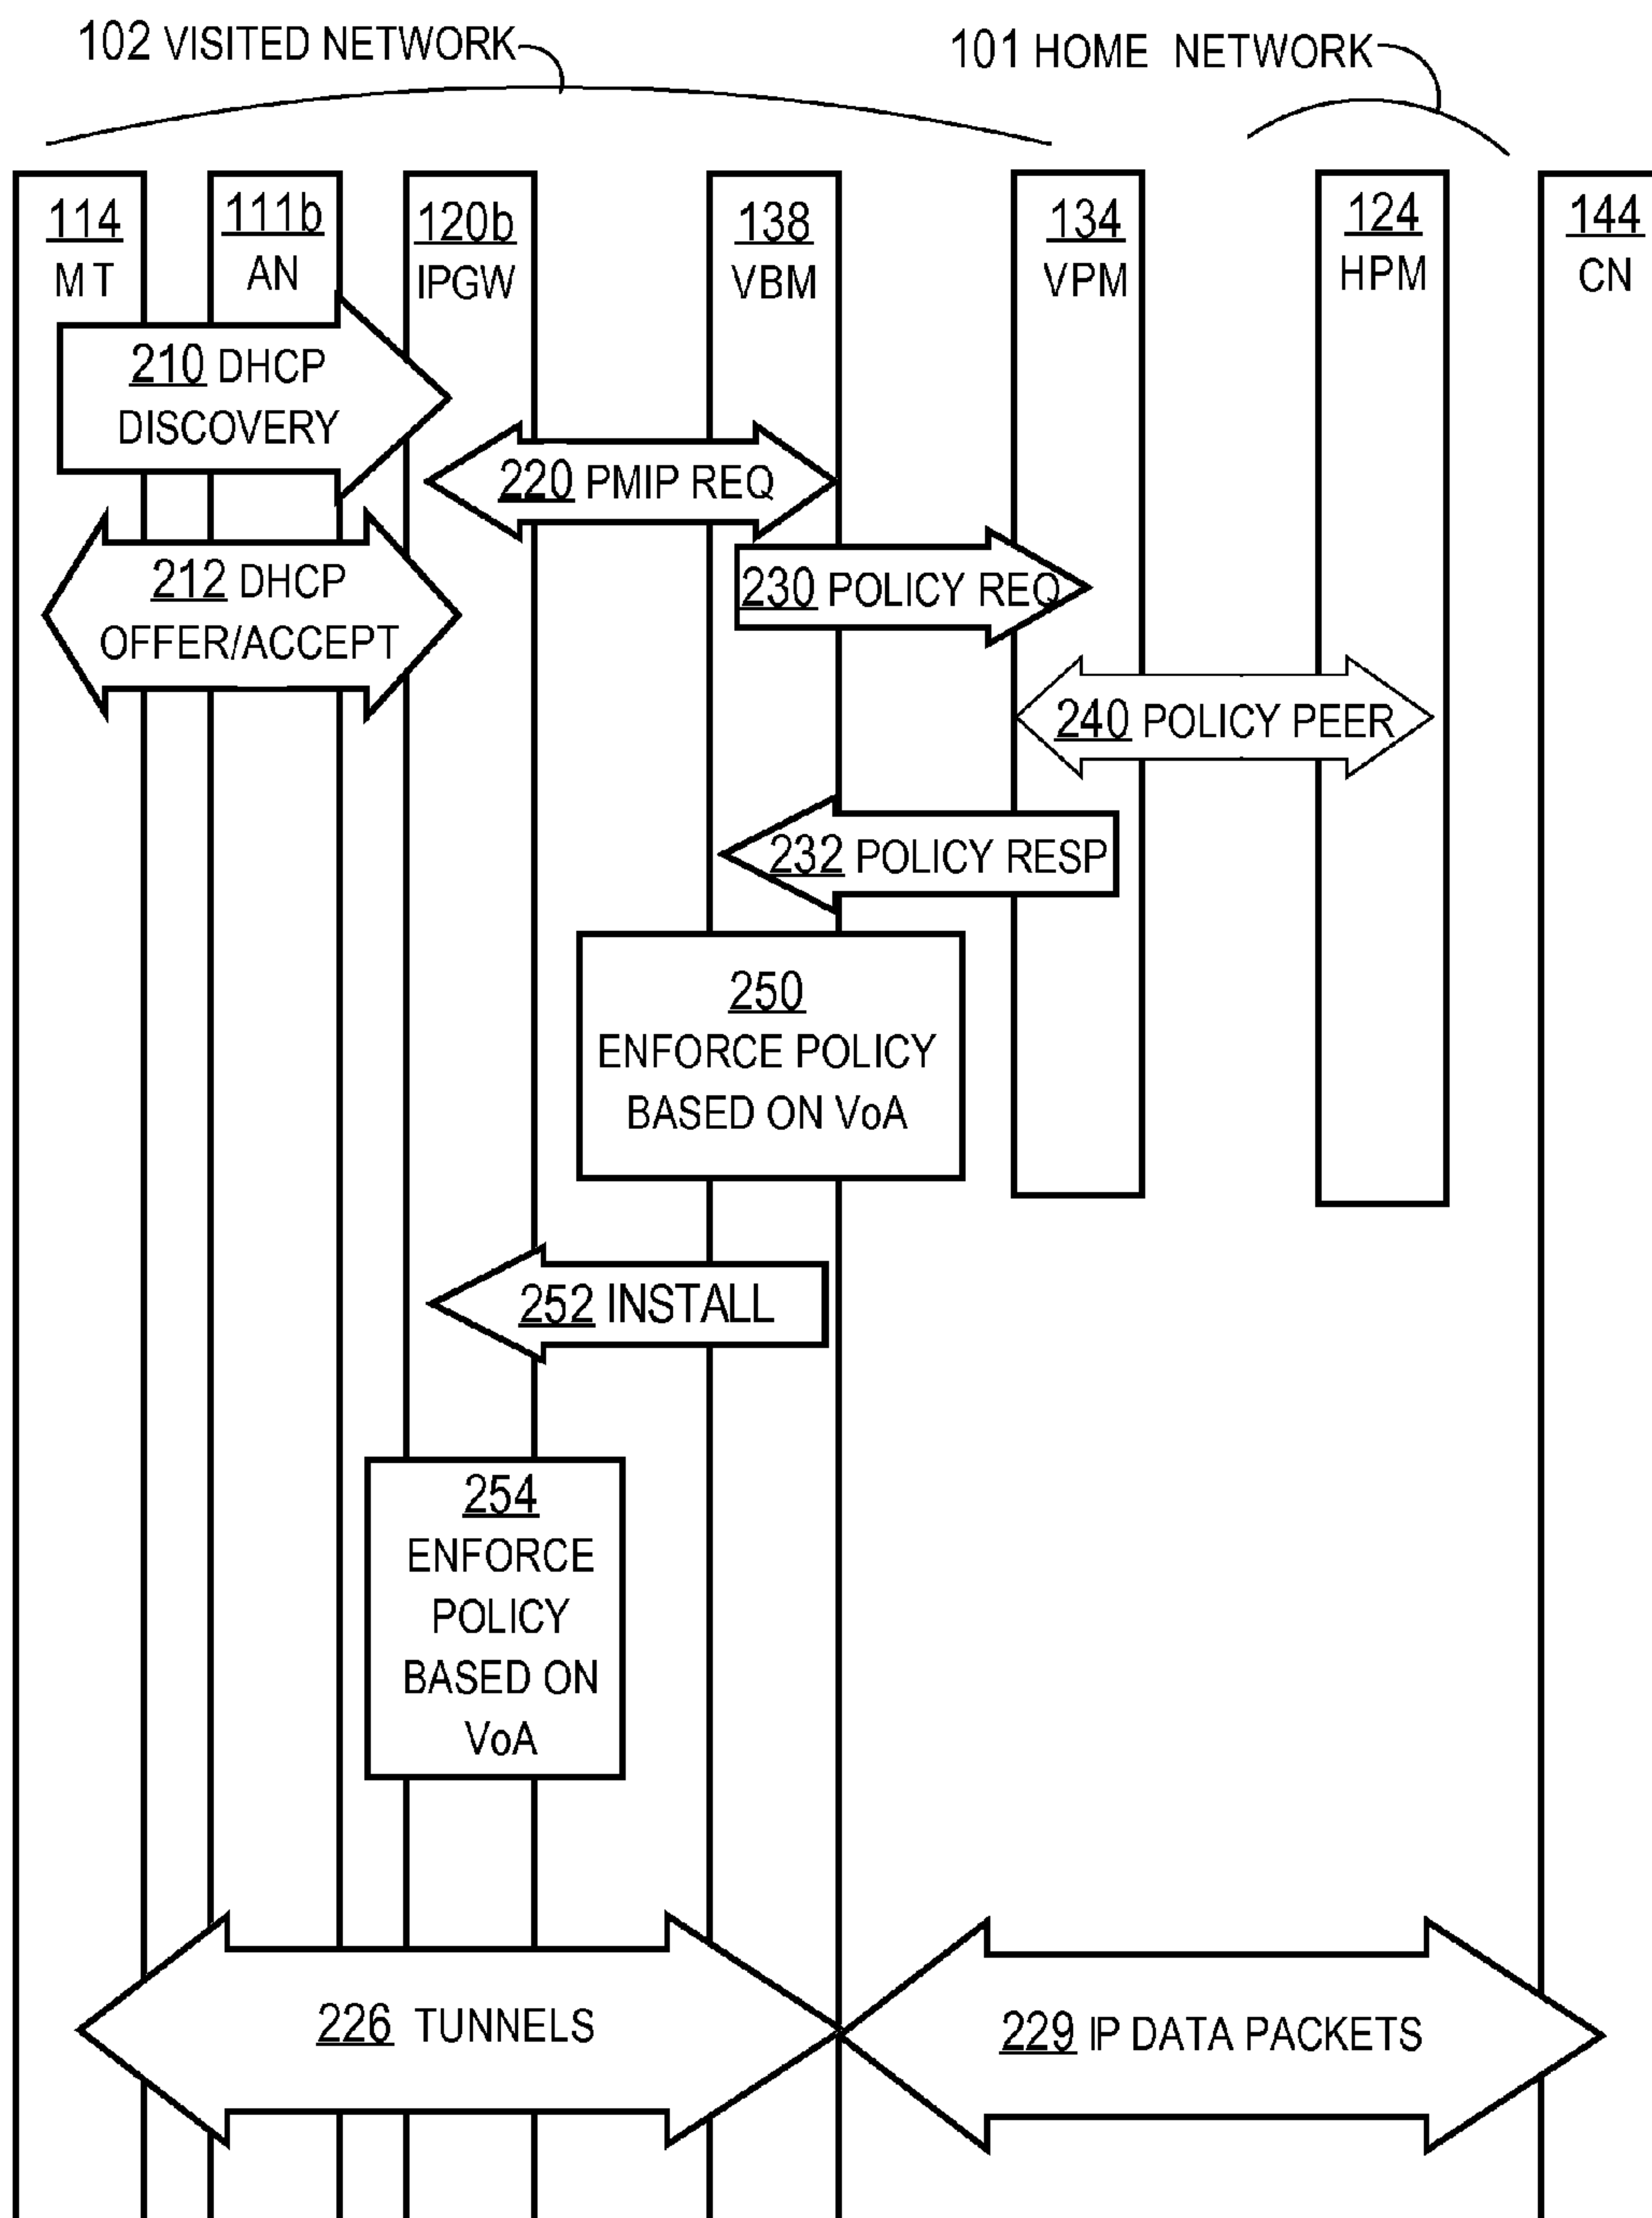 102 VISITED NETWORK
101 HOME NETWORK
114
MT
111b
AN
120b
IPGW
138
VBM
134
VPM
124
HPM
144
CN
210 DHCP
DISCOVERY
220 PMIP REQ
212 DHCP
OFFER/ACCEPT
230 POLICY REQ
240 POLICY PEER
232 POLICY RESP
250
ENFORCE POLICY
BASED ON VoA
252 INSTALL
254
ENFORCE
POLICY
BASED ON
VoA
226 TUNNELS
229 IP DATA PACKETS